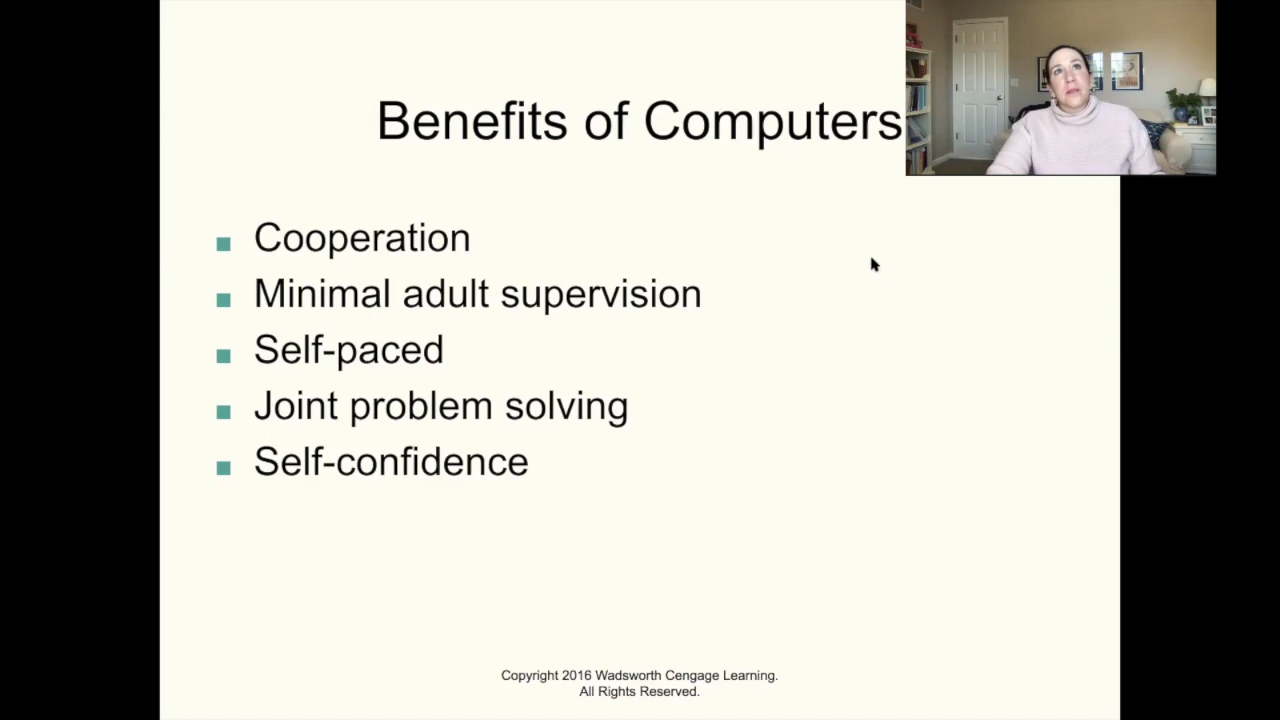 Benefits of Computers
Cooperation
Minimal adult supervision
Self-paced
Joint problem solving
Self-confidence
Copyright 2016 Wadsworth Cengage Learning.
All Rights Reserved.